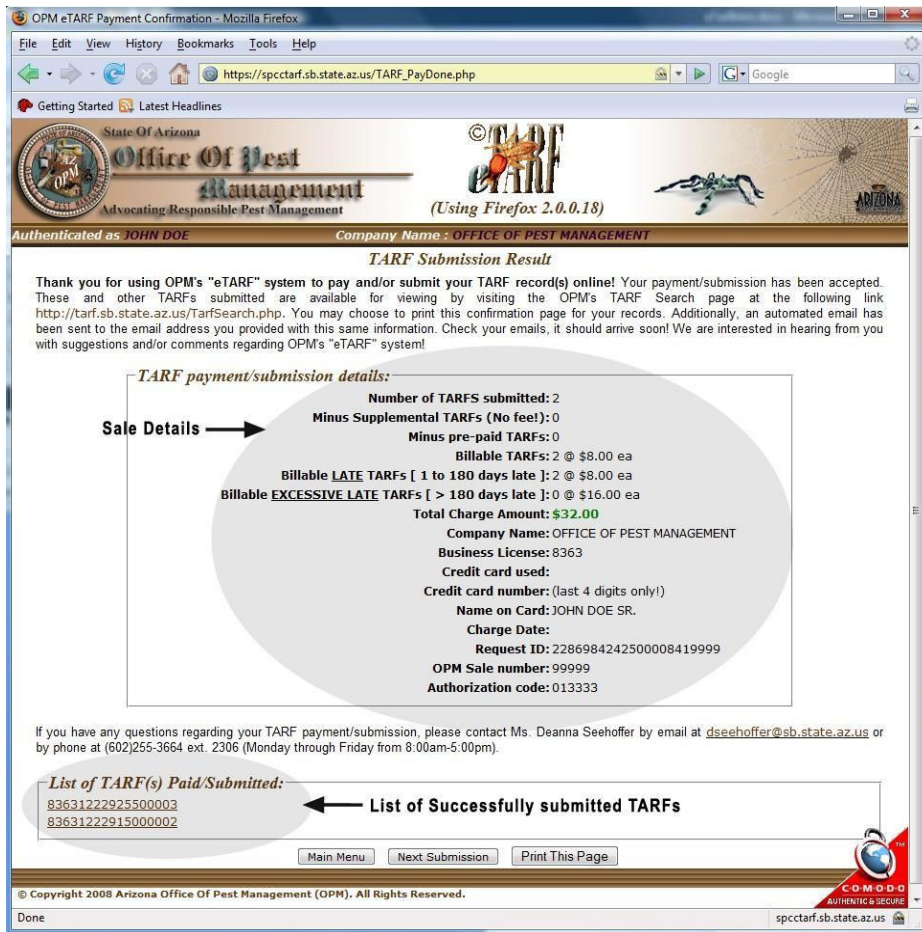 OPM eTARF Payment Confirmation - Mozilla Firefox
File Edit View History Bookmarks Tools Help
https://spcctarf.sb.state.az.us/TARF_PayDone.php
Google
Getting Started Latest Headlines
State Of Arizona
Office Of Pest
Management
Advocating Responsible Pest Management
OPM
AZ
© eTARF
(Using Firefox 2.0.0.18)
ARIZONA
Authenticated as JOHN DOE Company Name : OFFICE OF PEST MANAGEMENT
TARF Submission Result
Thank you for using OPM's "eTARF" system to pay and/or submit your TARF record(s) online! Your payment/submission has been accepted.
These and other TARFs submitted are available for viewing by visiting the OPM's TARF Search page at the following link
http://tarf.sb.state.az.us/TarfSearch.php. You may choose to print this confirmation page for your records. Additionally, an automated email has
been sent to the email address you provided with this same information. Check your emails, it should arrive soon! We are interested in hearing from you
with suggestions and/or comments regarding OPM's "eTARF" system!
TARF payment/submission details:
Sale Details
Number of TARFS submitted: 2
Minus Supplemental TARFs (No fee!): 0
Minus pre-paid TARFs: 0
Billable TARFs: 2 @ $8.00 ea
Billable LATE TARFs [ 1 to 180 days late ]: 2 @ $8.00 ea
Billable EXCESSIVE LATE TARFs [ > 180 days late ]: 0 @ $16.00 ea
Total Charge Amount: $32.00
Company Name: OFFICE OF PEST MANAGEMENT
Business License: 8363
Credit card used:
Credit card number: (last 4 digits only!)
Name on Card: JOHN DOE SR.
Charge Date:
Request ID: 2286984242500008419999
OPM Sale number: 99999
Authorization code: 013333
If you have any questions regarding your TARF payment/submission, please contact Ms. Deanna Seehoffer by email at dseehoffer@sb.state.az.us or
by phone at (602)255-3664 ext. 2306 (Monday through Friday from 8:00am-5:00pm).
List of TARF(s) Paid/Submitted:
83631222925500003
83631222915000002
List of Successfully submitted TARFs
Main Menu Next Submission Print This Page
© Copyright 2008 Arizona Office Of Pest Management (OPM). All Rights Reserved.
TM
C·O·M·O·D·O
AUTHENTIC & SECURE
Done
spcctarf.sb.state.az.us